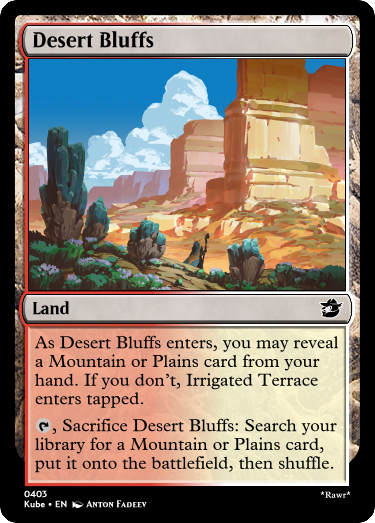 Desert Bluffs
Land
As Desert Bluffs enters, you may reveal
a Mountain or Plains card from your
hand. If you don't, Irrigated Terrace
enters tapped.
, Sacrifice Desert Bluffs: Search your
library for a Mountain or Plains card,
put it onto the battlefield, then shuffle.
0403
Kube • EN Anton Fadeev
*Rawr*